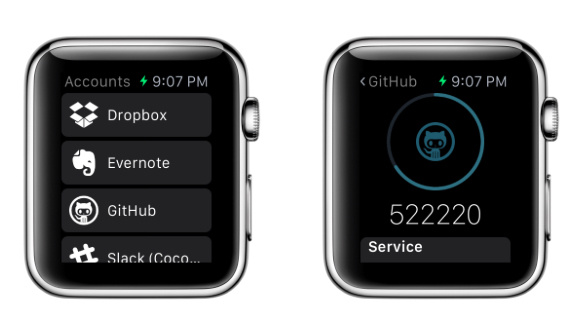 Accounts 9:07 PM
Dropbox
Evernote
GitHub
Slack (Coco...
<GitHub 9:07 PM
522220
Service